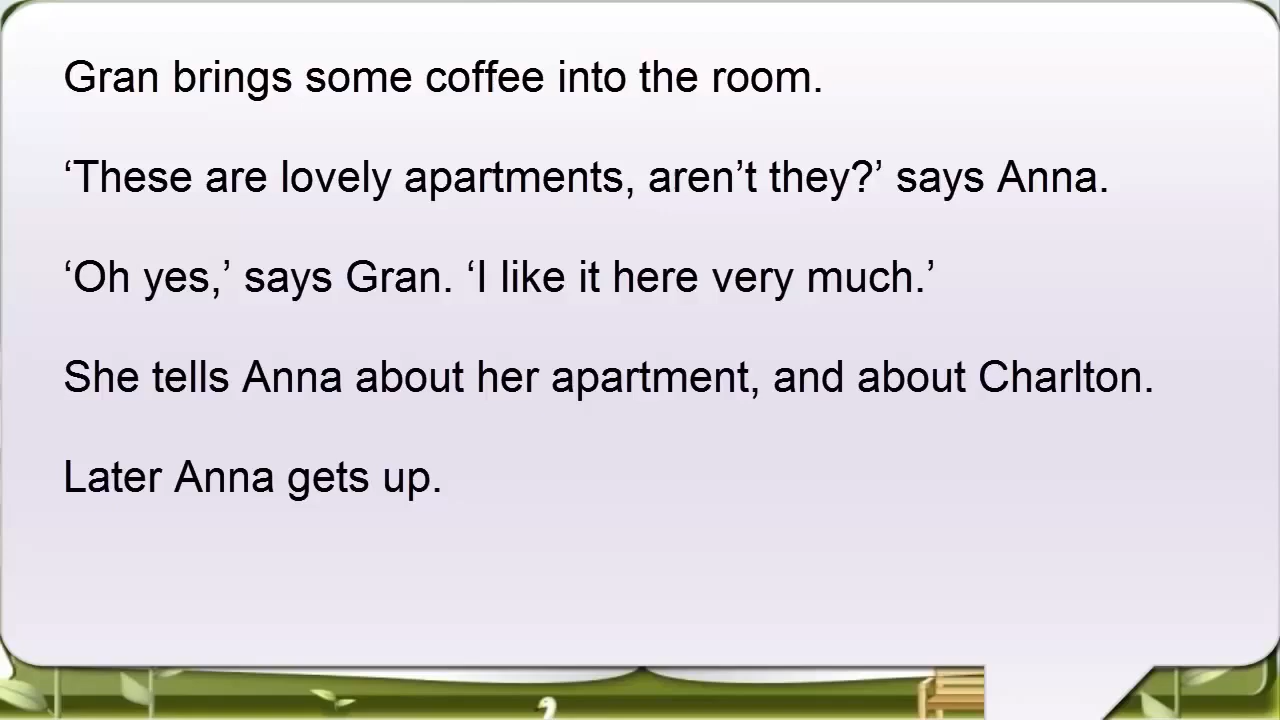 Gran brings some coffee into the room.
‘These are lovely apartments, aren’t they?’ says Anna.
‘Oh yes,’ says Gran. ‘I like it here very much.’
She tells Anna about her apartment, and about Charlton.
Later Anna gets up.